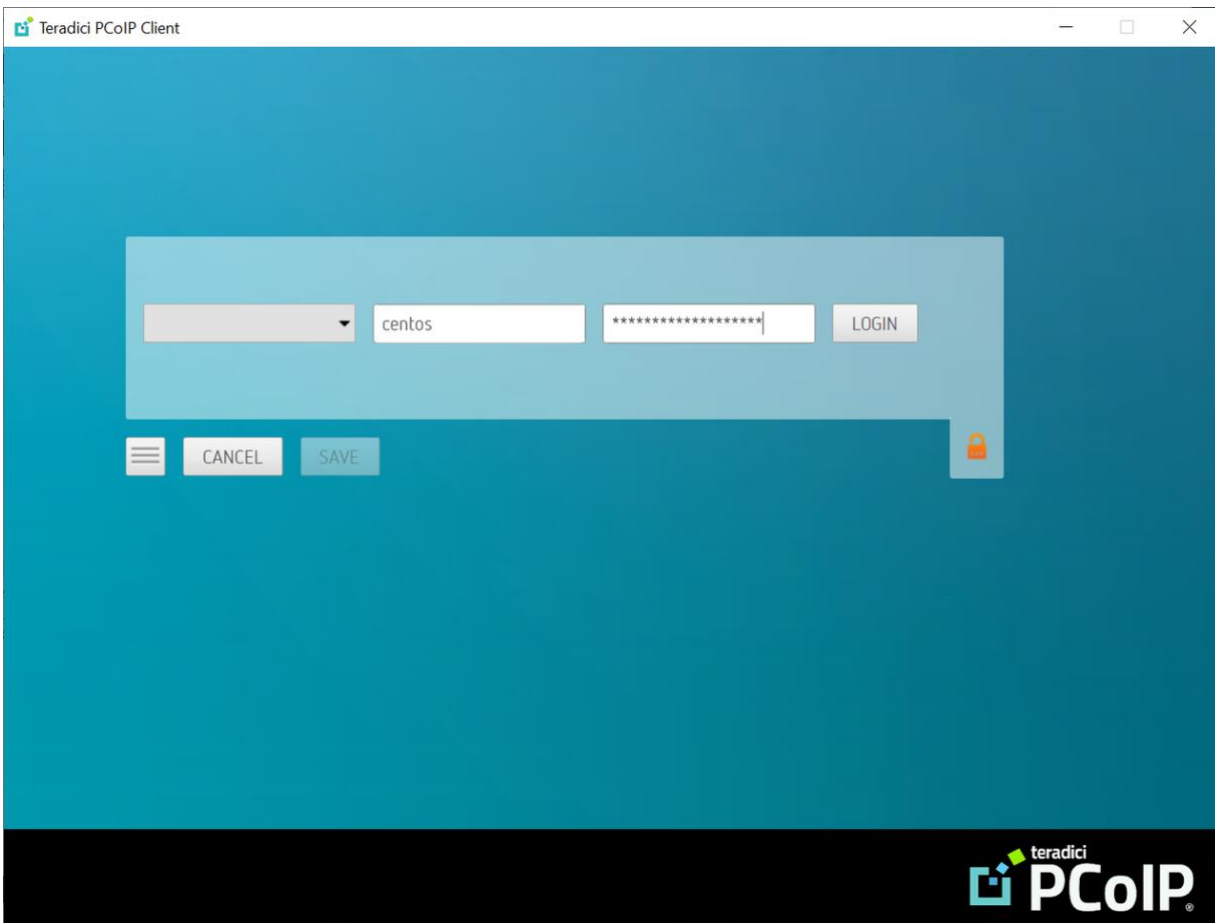 Teradici PCoIP Client
centos
*******************
LOGIN
CANCEL
SAVE
teradici
PCoIP®